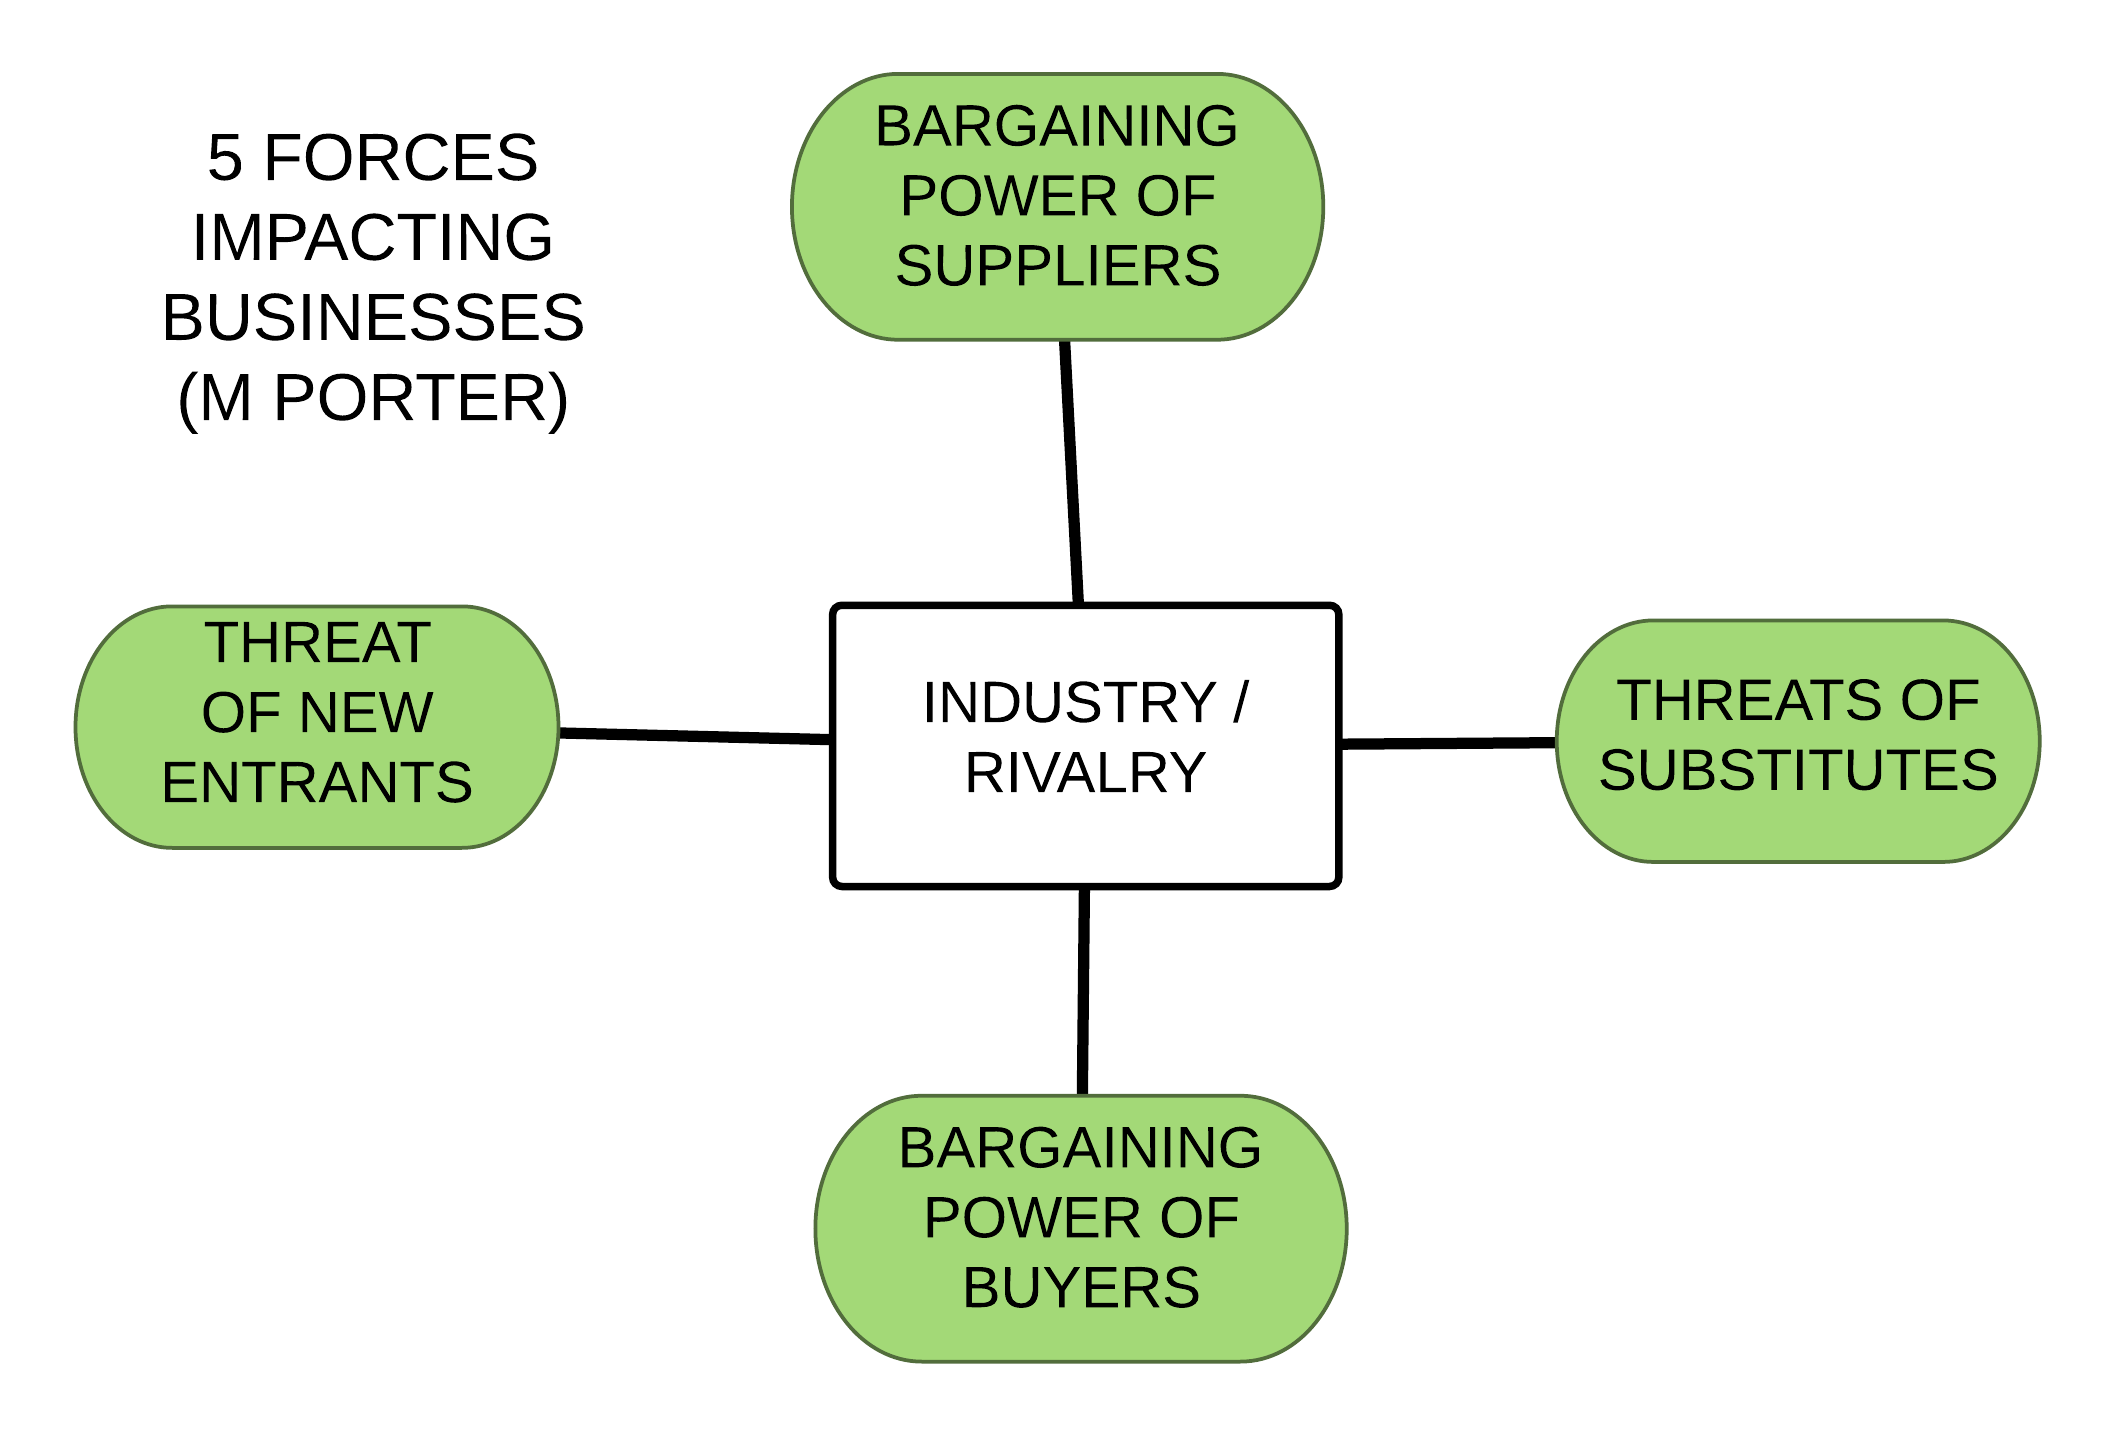 5 FORCES
IMPACTING
BUSINESSES
(M PORTER)
BARGAINING
POWER OF
SUPPLIERS
THREAT
OF NEW
ENTRANTS
INDUSTRY /
RIVALRY
THREATS OF
SUBSTITUTES
BARGAINING
POWER OF
BUYERS